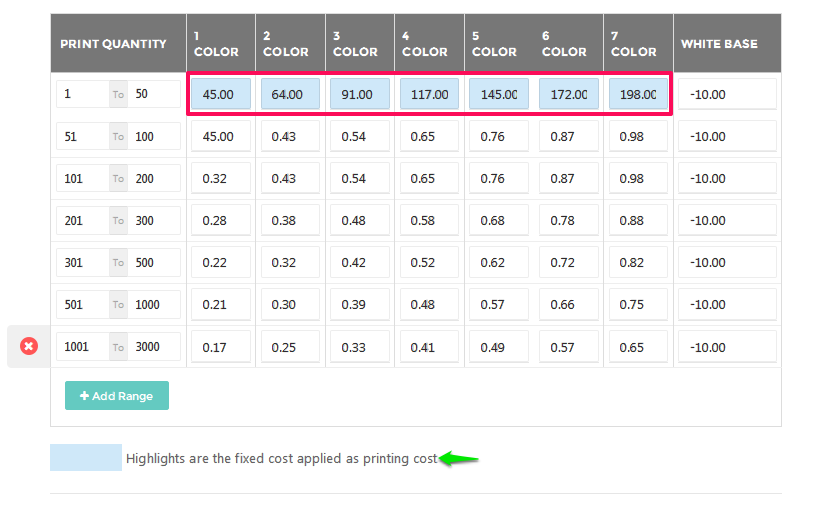 PRINT QUANTITY 1 COLOR 2 COLOR 3 COLOR 4 COLOR 5 COLOR 6 COLOR 7 COLOR WHITE BASE
1 To 50 45.00 64.00 91.00 117.00 145.00 172.00 198.00 -10.00
51 To 100 45.00 0.43 0.54 0.65 0.76 0.87 0.98 -10.00
101 To 200 0.32 0.43 0.54 0.65 0.76 0.87 0.98 -10.00
201 To 300 0.28 0.38 0.48 0.58 0.68 0.78 0.88 -10.00
301 To 500 0.22 0.32 0.42 0.52 0.62 0.72 0.82 -10.00
501 To 1000 0.21 0.30 0.39 0.48 0.57 0.66 0.75 -10.00
1001 To 3000 0.17 0.25 0.33 0.41 0.49 0.57 0.65 -10.00
Add Range
Highlights are the fixed cost applied as printing cost